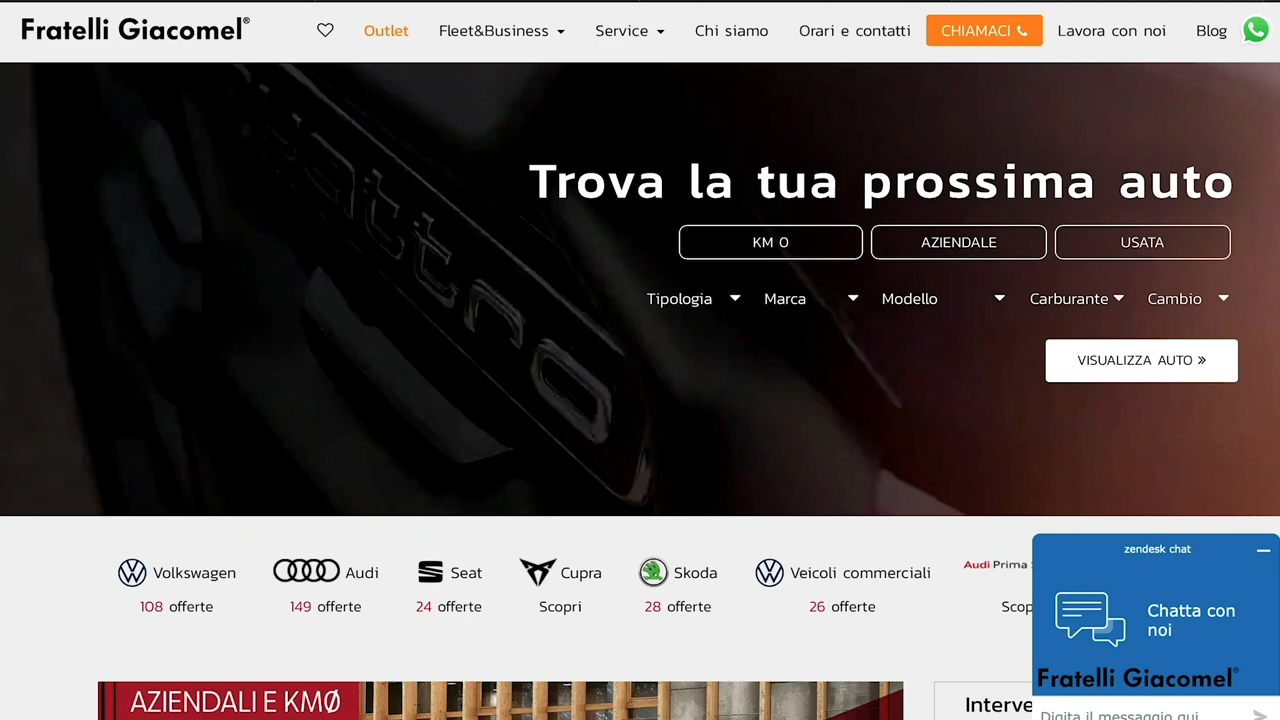 Fratelli Giacomel®
Outlet
Fleet&Business
Service
Chi siamo
Orari e contatti
CHIAMACI
Lavora con noi
Blog
quattro
Trova la tua prossima auto
KM 0
AZIENDALE
USATA
Tipologia
Marca
Modello
Carburante
Cambio
VISUALIZZA AUTO »
Volkswagen
Audi
Seat
Cupra
Skoda
Veicoli commerciali
Audi Prima
108 offerte
149 offerte
24 offerte
Scopri
28 offerte
26 offerte
Scop
zendesk chat
Chatta con
noi
Fratelli Giacomel®
Digita il messaggio qui
AZIENDALI E KMØ
Interve